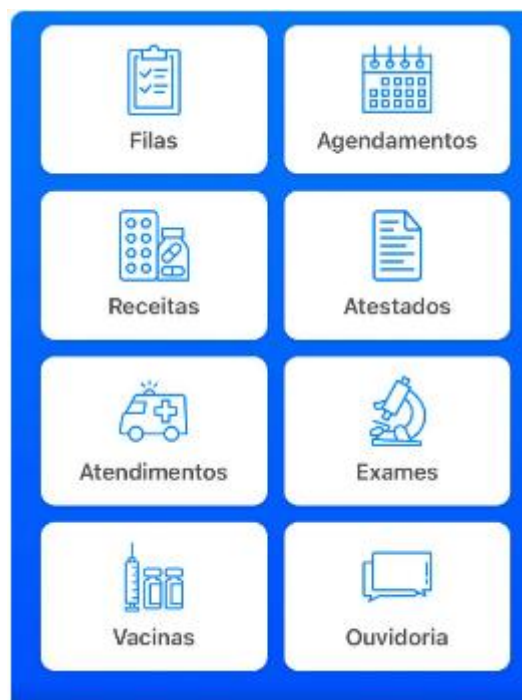 Filas
Agendamentos
Receitas
Atestados
Atendimentos
Exames
Vacinas
Ouvidoria